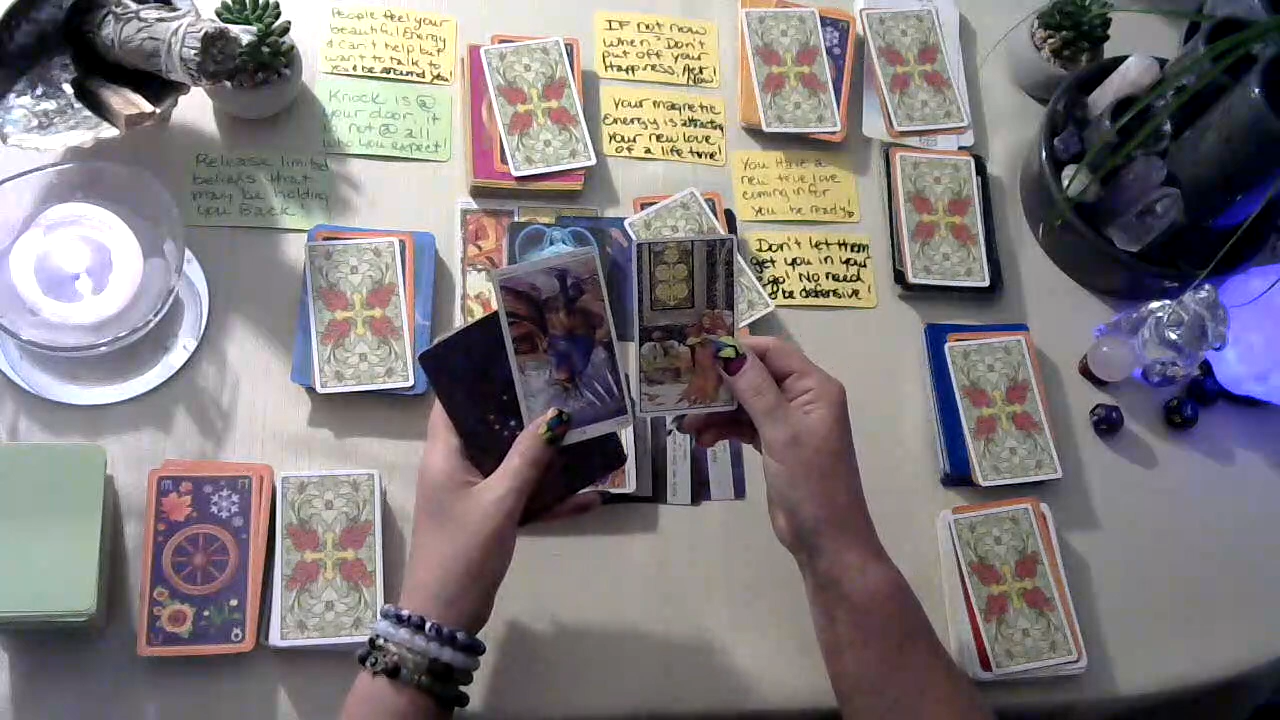 People feel your
beautiful Energy
& can't help but
want to talk to
you & be around you!
Knock is @
your door, it
is not @ all
who you expect!
Release limited
beliefs that
may be holding
you Back.
IF not now
when? Don't
put off your
Happiness, Act
Now!
Your magnetic
Energy is attracting
your new love
of a life time!
You Have a
new true love
coming in for
you.. be ready!
Don't let them
get you in your
ego! No need
to be defensive!